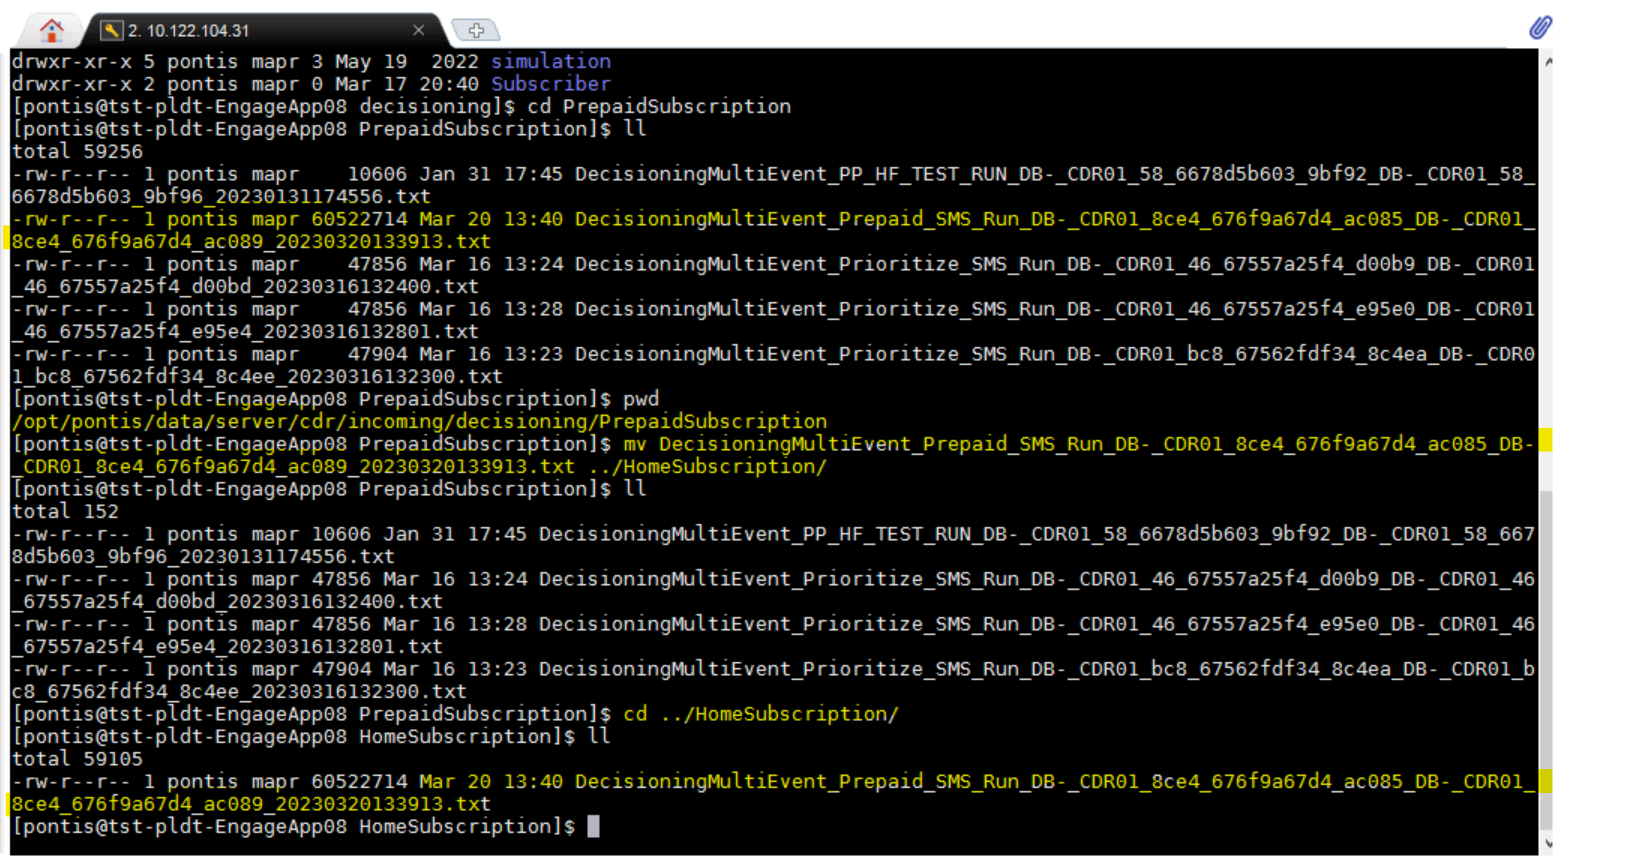 2. 10.122.104.31
drwxr-xr-x 5 pontis mapr 3 May 19  2022 simulation
drwxr-xr-x 2 pontis mapr 0 Mar 17 20:40 Subscriber
[pontis@tst-pldt-EngageApp08 decisioning]$ cd PrepaidSubscription
[pontis@tst-pldt-EngageApp08 PrepaidSubscription]$ ll
total 59256
-rw-r--r-- 1 pontis mapr    10606 Jan 31 17:45 DecisioningMultiEvent_PP_HF_TEST_RUN_DB-_CDR01_58_6678d5b603_9bf92_DB-_CDR01_58_
6678d5b603_9bf96_20230131174556.txt
-rw-r--r-- 1 pontis mapr 60522714 Mar 20 13:40 DecisioningMultiEvent_Prepaid_SMS_Run_DB-_CDR01_8ce4_676f9a67d4_ac085_DB-_CDR01_
8ce4_676f9a67d4_ac089_20230320133913.txt
-rw-r--r-- 1 pontis mapr    47856 Mar 16 13:24 DecisioningMultiEvent_Prioritize_SMS_Run_DB-_CDR01_46_67557a25f4_d00b9_DB-_CDR01
_46_67557a25f4_d00bd_20230316132400.txt
-rw-r--r-- 1 pontis mapr    47856 Mar 16 13:28 DecisioningMultiEvent_Prioritize_SMS_Run_DB-_CDR01_46_67557a25f4_e95e0_DB-_CDR01
_46_67557a25f4_e95e4_20230316132801.txt
-rw-r--r-- 1 pontis mapr    47904 Mar 16 13:23 DecisioningMultiEvent_Prioritize_SMS_Run_DB-_CDR01_bc8_67562fdf34_8c4ea_DB-_CDR0
1_bc8_67562fdf34_8c4ee_20230316132300.txt
[pontis@tst-pldt-EngageApp08 PrepaidSubscription]$ pwd
/opt/pontis/data/server/cdr/incoming/decisioning/PrepaidSubscription
[pontis@tst-pldt-EngageApp08 PrepaidSubscription]$ mv DecisioningMultiEvent_Prepaid_SMS_Run_DB-_CDR01_8ce4_676f9a67d4_ac085_DB-
_CDR01_8ce4_676f9a67d4_ac089_20230320133913.txt ../HomeSubscription/
[pontis@tst-pldt-EngageApp08 PrepaidSubscription]$ ll
total 152
-rw-r--r-- 1 pontis mapr 10606 Jan 31 17:45 DecisioningMultiEvent_PP_HF_TEST_RUN_DB-_CDR01_58_6678d5b603_9bf92_DB-_CDR01_58_667
8d5b603_9bf96_20230131174556.txt
-rw-r--r-- 1 pontis mapr 47856 Mar 16 13:24 DecisioningMultiEvent_Prioritize_SMS_Run_DB-_CDR01_46_67557a25f4_d00b9_DB-_CDR01_46
_67557a25f4_d00bd_20230316132400.txt
-rw-r--r-- 1 pontis mapr 47856 Mar 16 13:28 DecisioningMultiEvent_Prioritize_SMS_Run_DB-_CDR01_46_67557a25f4_e95e0_DB-_CDR01_46
_67557a25f4_e95e4_20230316132801.txt
-rw-r--r-- 1 pontis mapr 47904 Mar 16 13:23 DecisioningMultiEvent_Prioritize_SMS_Run_DB-_CDR01_bc8_67562fdf34_8c4ea_DB-_CDR01_b
c8_67562fdf34_8c4ee_20230316132300.txt
[pontis@tst-pldt-EngageApp08 PrepaidSubscription]$ cd ../HomeSubscription/
[pontis@tst-pldt-EngageApp08 HomeSubscription]$ ll
total 59105
-rw-r--r-- 1 pontis mapr 60522714 Mar 20 13:40 DecisioningMultiEvent_Prepaid_SMS_Run_DB-_CDR01_8ce4_676f9a67d4_ac085_DB-_CDR01_
8ce4_676f9a67d4_ac089_20230320133913.txt
[pontis@tst-pldt-EngageApp08 HomeSubscription]$